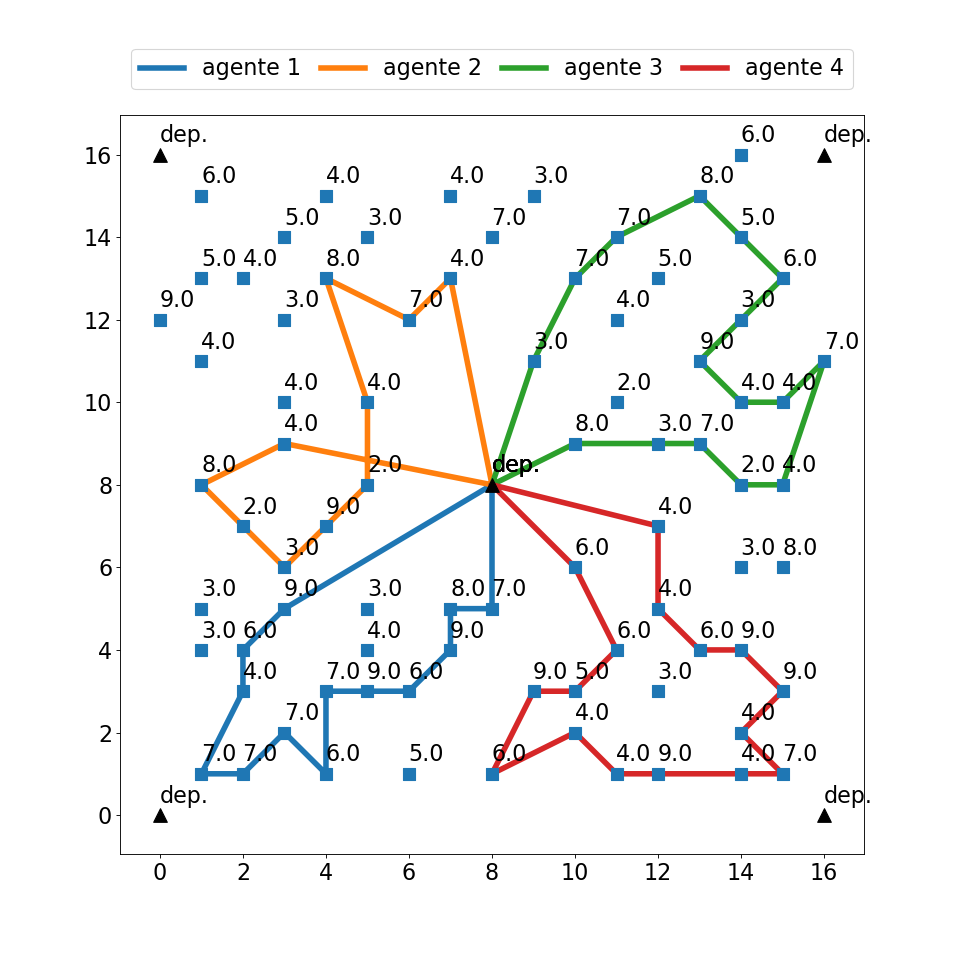 agente 1 agente 2 agente 3 agente 4
dep. 6.0 dep.
16
6.0 4.0 4.0 3.0 8.0
5.0 3.0 7.0 7.0 5.0
14
5.0 4.0 8.0 4.0 7.0 5.0 6.0
9.0 3.0 7.0 4.0 3.0
12
4.0 3.0 9.0 7.0
4.0 4.0 2.0 4.0 4.0
10
4.0 8.0 3.0 7.0
8.0 2.0 dep. 2.0 4.0
8
2.0 9.0 4.0
3.0 6.0 3.0 8.0
6
3.0 9.0 3.0 8.0 7.0 4.0
3.0 6.0 4.0 9.0 6.0 6.0 9.0
4
4.0 7.0 9.0 6.0 9.0 5.0 3.0 9.0
7.0 4.0 4.0
2
7.0 7.0 6.0 5.0 6.0 4.0 9.0 4.0 7.0
dep. dep.
0
0 2 4 6 8 10 12 14 16